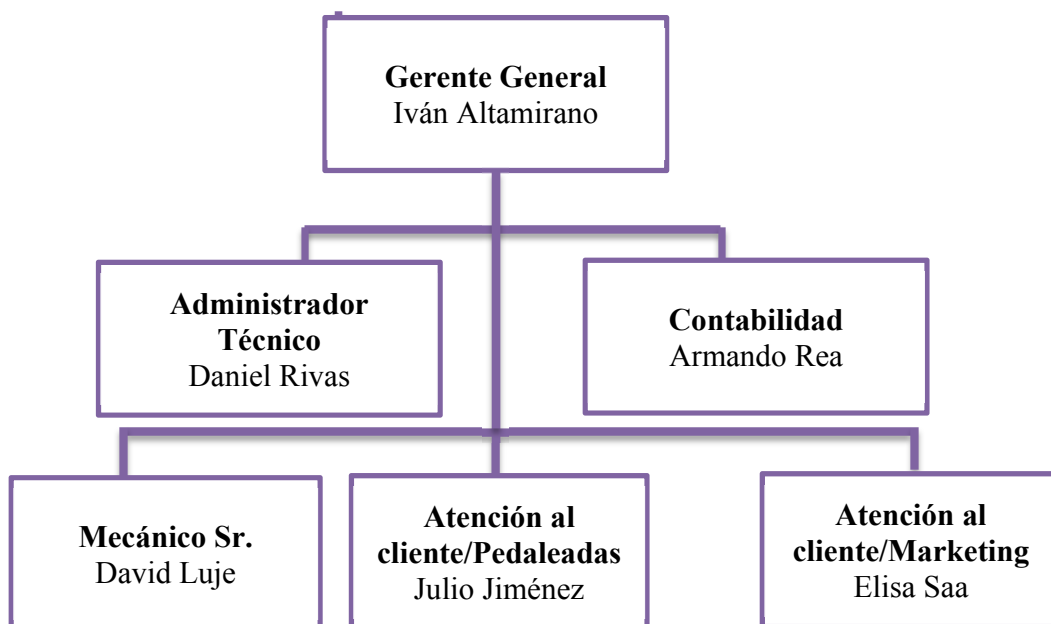 Gerente General
Iván Altamirano
Administrador
Técnico
Daniel Rivas
Contabilidad
Armando Rea
Mecánico Sr.
David Luje
Atención al
cliente/Pedaleadas
Julio Jiménez
Atención al
cliente/Marketing
Elisa Saa